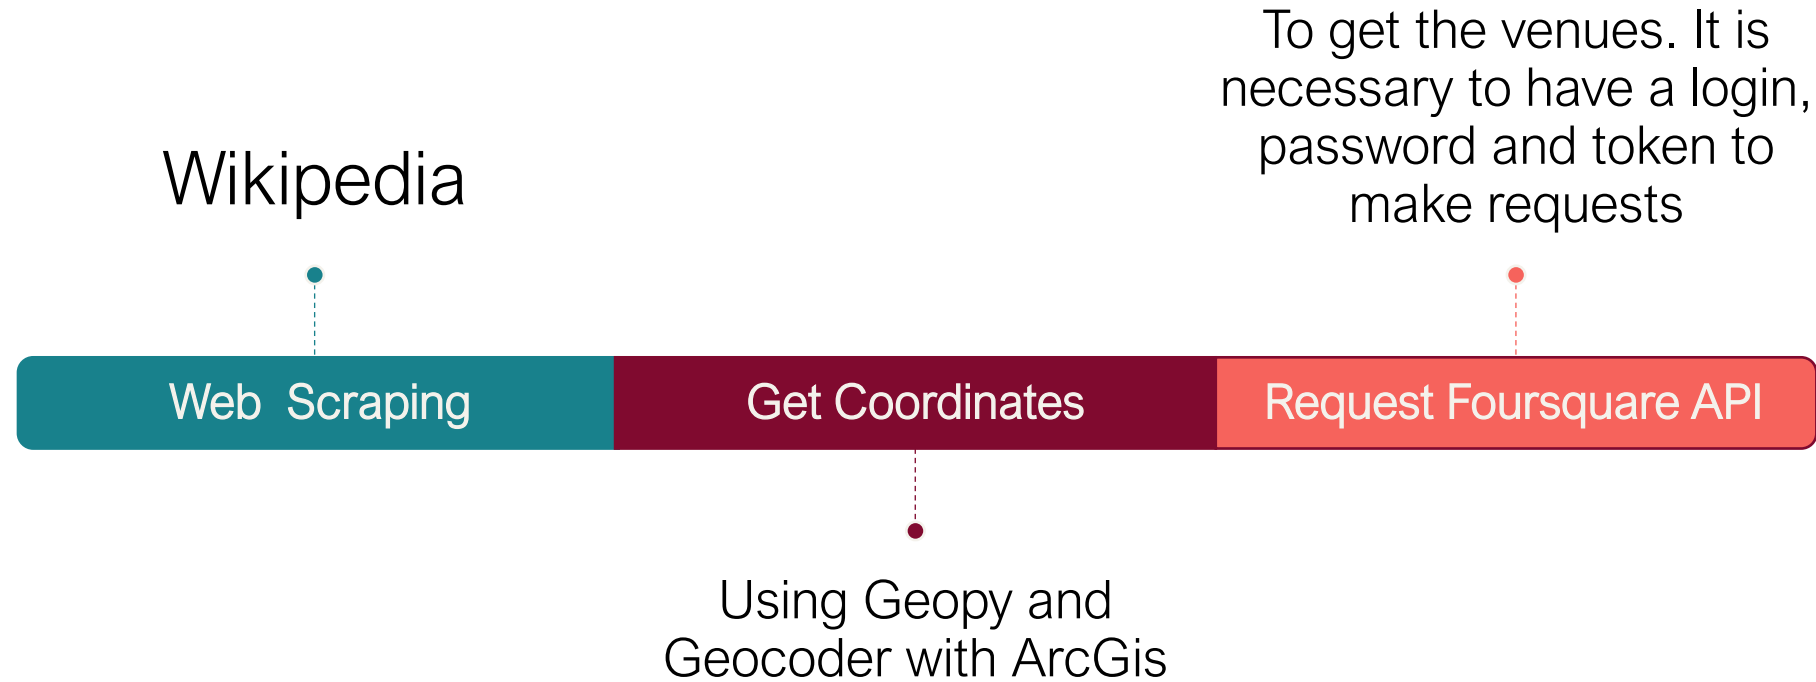 To get the venues. It is
necessary to have a login,
password and token to
make requests
Wikipedia
Web Scraping
Get Coordinates
Request Foursquare API
Using Geopy and
Geocoder with ArcGis